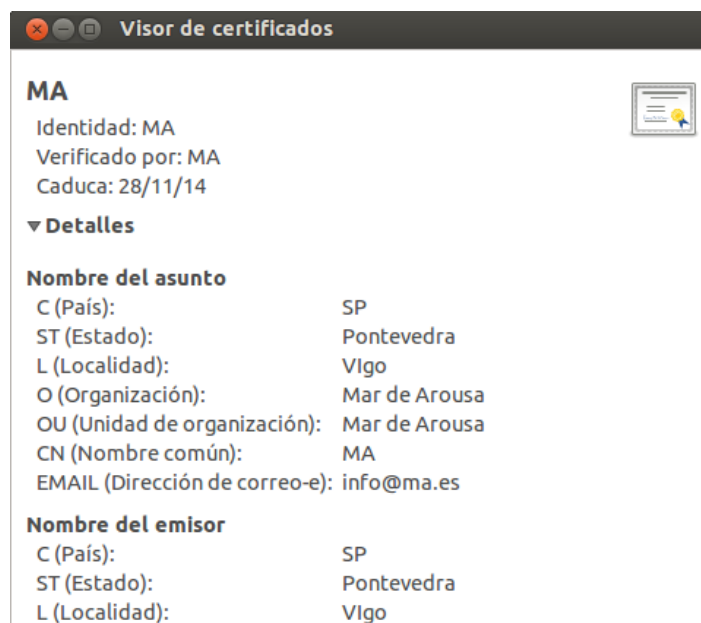 Visor de certificados
MA
Identidad: MA
Verificado por: MA
Caduca: 28/11/14
Detalles
Nombre del asunto
C (País): SP
ST (Estado): Pontevedra
L (Localidad): VIgo
O (Organización): Mar de Arousa
OU (Unidad de organización): Mar de Arousa
CN (Nombre común): MA
EMAIL (Dirección de correo-e): info@ma.es
Nombre del emisor
C (País): SP
ST (Estado): Pontevedra
L (Localidad): VIgo